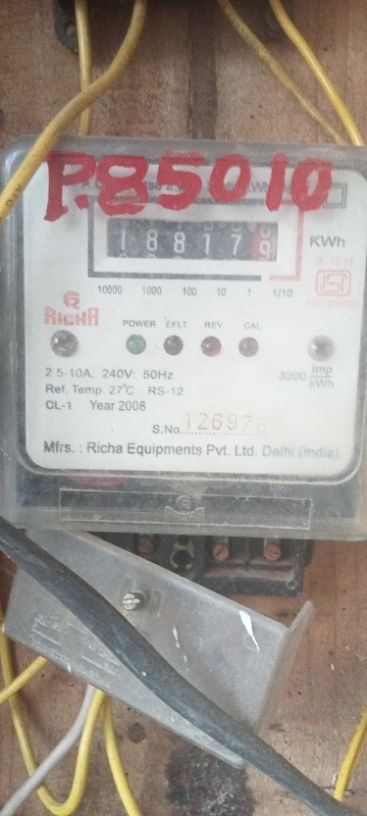 P.85010
188179
KWh
10000 1000 100 10 1 1/10
RICHA
POWER EFLT REV. CAL
2.5-10A; 240V: 50Hz
Ref. Temp. 27°C : RS-12
CL-1 Year 2008
3200 Imp/kWh
S.No. 126976
Mfrs. : Richa Equipments Pvt. Ltd. Delhi (India).